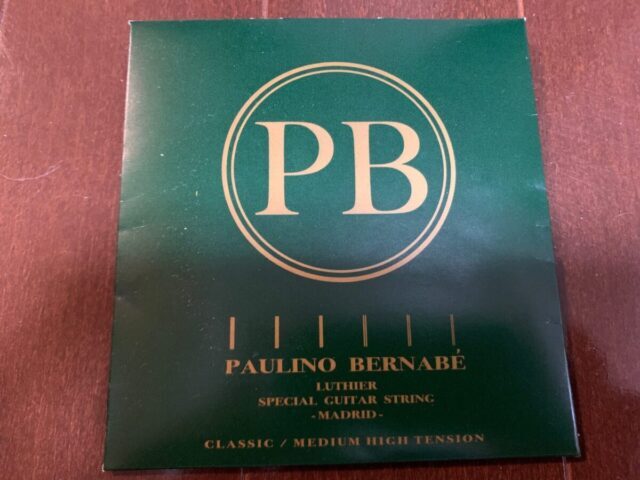 PB
PAULINO BERNABÉ
LUTHIER
SPECIAL GUITAR STRING
-MADRID-
CLASSIC / MEDIUM HIGH TENSION